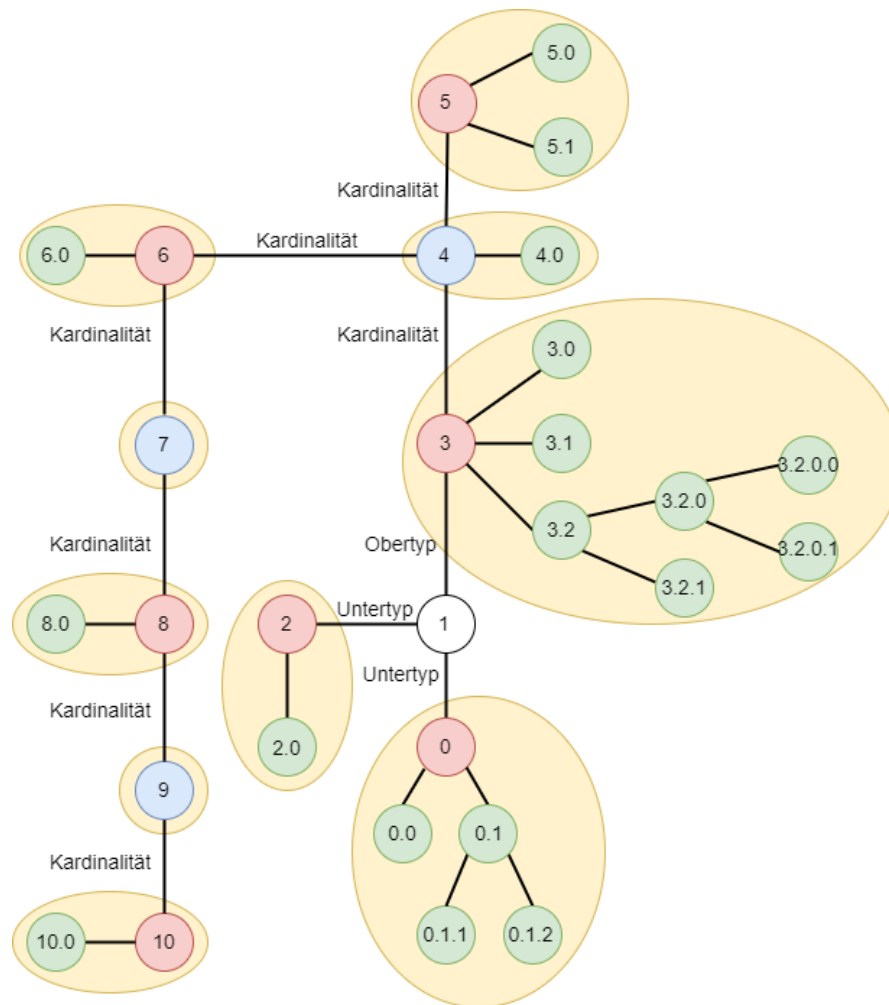 5.0
5
5.1
Kardinalität
Kardinalität
6.0
6
4
4.0
Kardinalität
Kardinalität
3.0
7
3
3.1
3.2.0.0
3.2.0
3.2
Kardinalität
Obertyp
3.2.0.1
3.2.1
8.0
8
2
Untertyp
1
Untertyp
Kardinalität
2.0
0
9
0.0
0.1
Kardinalität
10.0
10
0.1.1
0.1.2